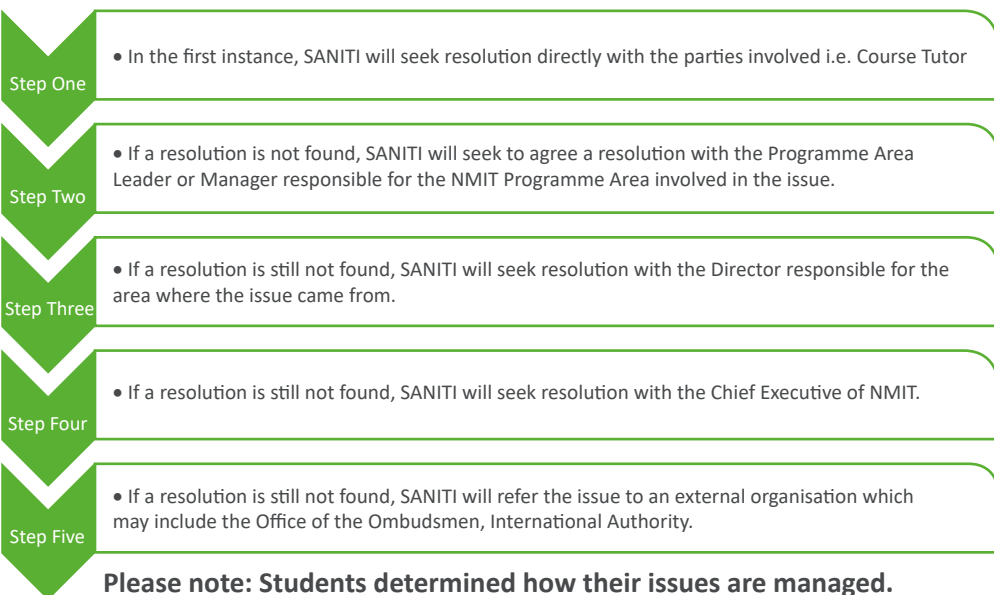 Step One
• In the first instance, SANITI will seek resolution directly with the parties involved i.e. Course Tutor
Step Two
• If a resolution is not found, SANITI will seek to agree a resolution with the Programme Area
Leader or Manager responsible for the NMIT Programme Area involved in the issue.
Step Three
• If a resolution is still not found, SANITI will seek resolution with the Director responsible for the
area where the issue came from.
Step Four
• If a resolution is still not found, SANITI will seek resolution with the Chief Executive of NMIT.
Step Five
• If a resolution is still not found, SANITI will refer the issue to an external organisation which
may include the Office of the Ombudsmen, International Authority.
Please note: Students determined how their issues are managed.